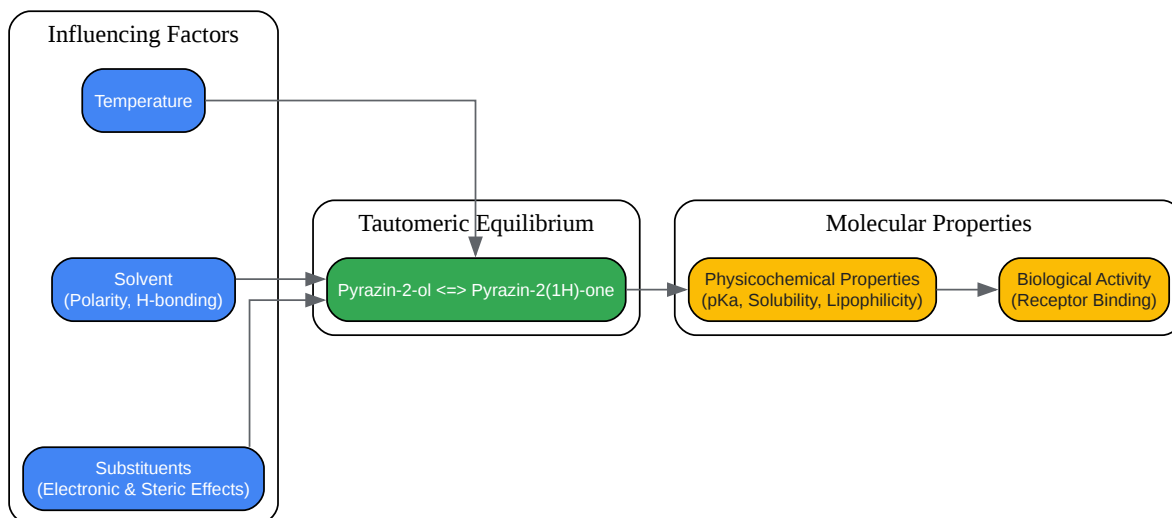 Influencing Factors
Temperature
Solvent
(Polarity, H-bonding)
Substituents
(Electronic & Steric Effects)
Tautomeric Equilibrium
Pyrazin-2-ol <=> Pyrazin-2(1H)-one
Molecular Properties
Physicochemical Properties
(pKa, Solubility, Lipophilicity)
Biological Activity
(Receptor Binding)